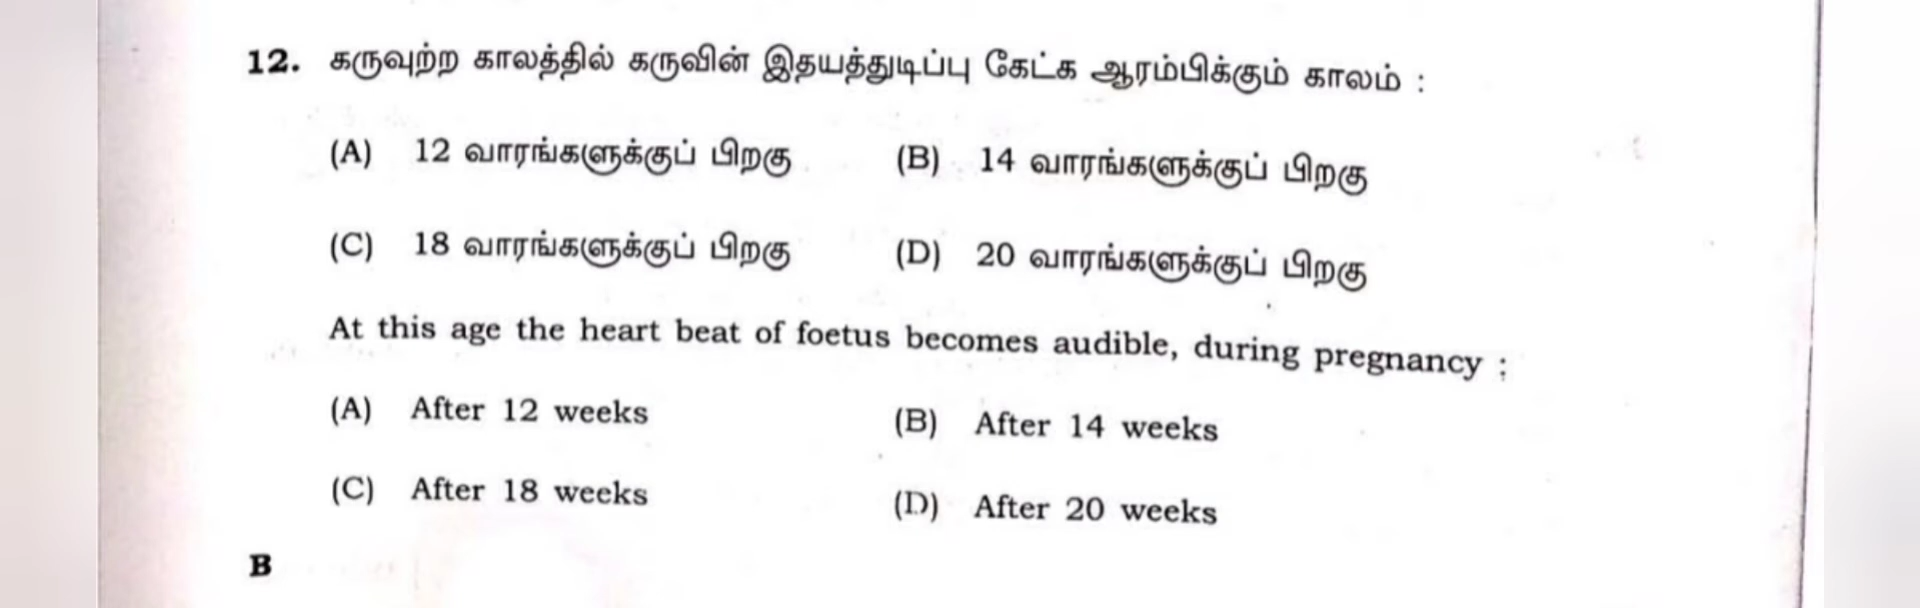 12. கருவுற்ற காலத்தில் கருவின் இதயத்துடிப்பு கேட்க ஆரம்பிக்கும் காலம் :
(A) 12 வாரங்களுக்குப் பிறகு (B) 14 வாரங்களுக்குப் பிறகு
(C) 18 வாரங்களுக்குப் பிறகு (D) 20 வாரங்களுக்குப் பிறகு
At this age the heart beat of foetus becomes audible, during pregnancy :
(A) After 12 weeks (B) After 14 weeks
(C) After 18 weeks (D) After 20 weeks
B